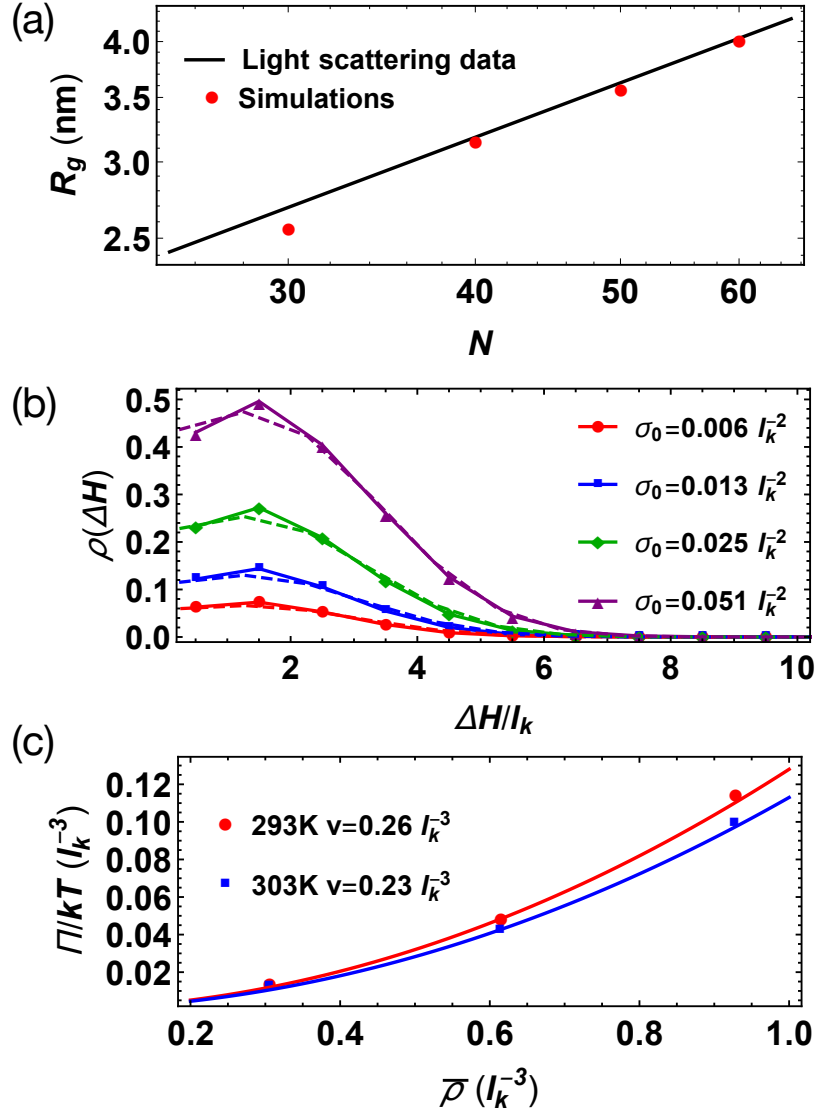 (a)
4.0
3.5
3.0
2.5
R_g (nm)
Light scattering data
Simulations
30 40 50 60
N
(b)
0.5
0.4
0.3
0.2
0.1
0.0
ρ(ΔH)
σ₀=0.006 l_k^-2
σ₀=0.013 l_k^-2
σ₀=0.025 l_k^-2
σ₀=0.051 l_k^-2
2 4 6 8 10
ΔH/l_k
(c)
0.12
0.10
0.08
0.06
0.04
0.02
Π/kT (l_k^-3)
293K v=0.26 l_k^-3
303K v=0.23 l_k^-3
0.2 0.4 0.6 0.8 1.0
ρ̅ (l_k^-3)